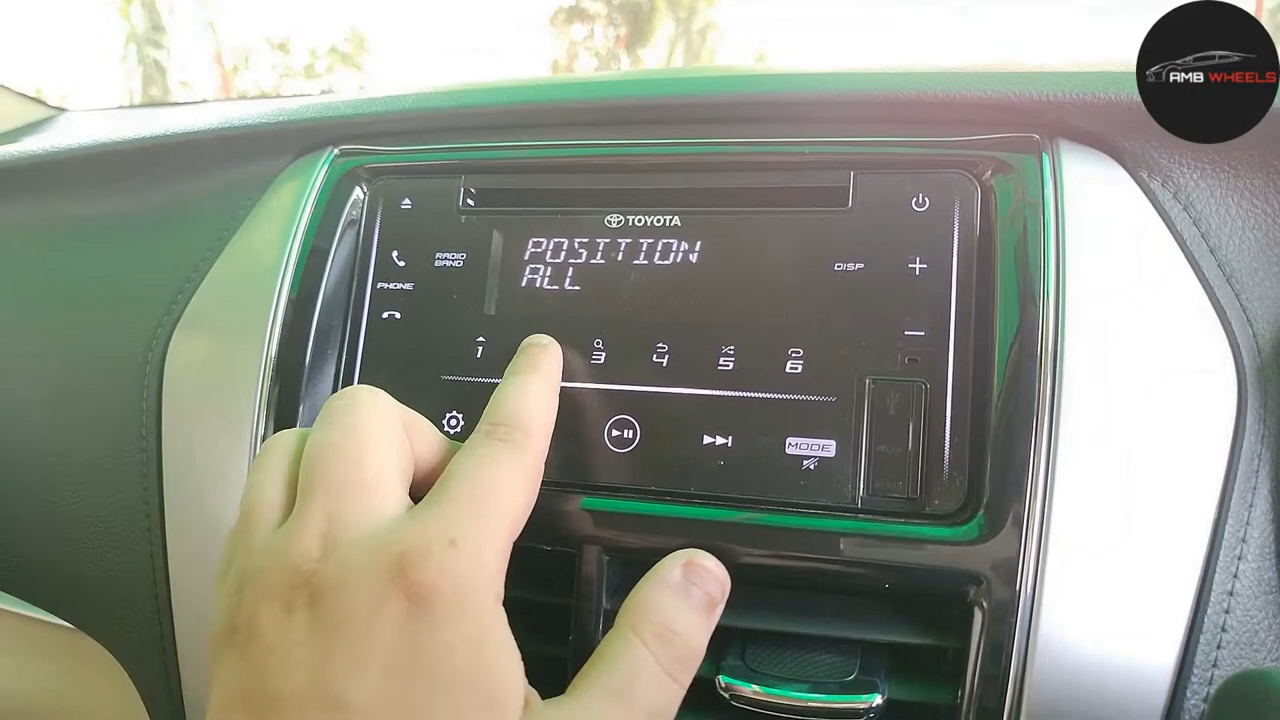 AMB WHEELS
TOYOTA
POSITION
ALL
RADIO
BAND
DISP
PHONE
1
3
4
5
6
MODE